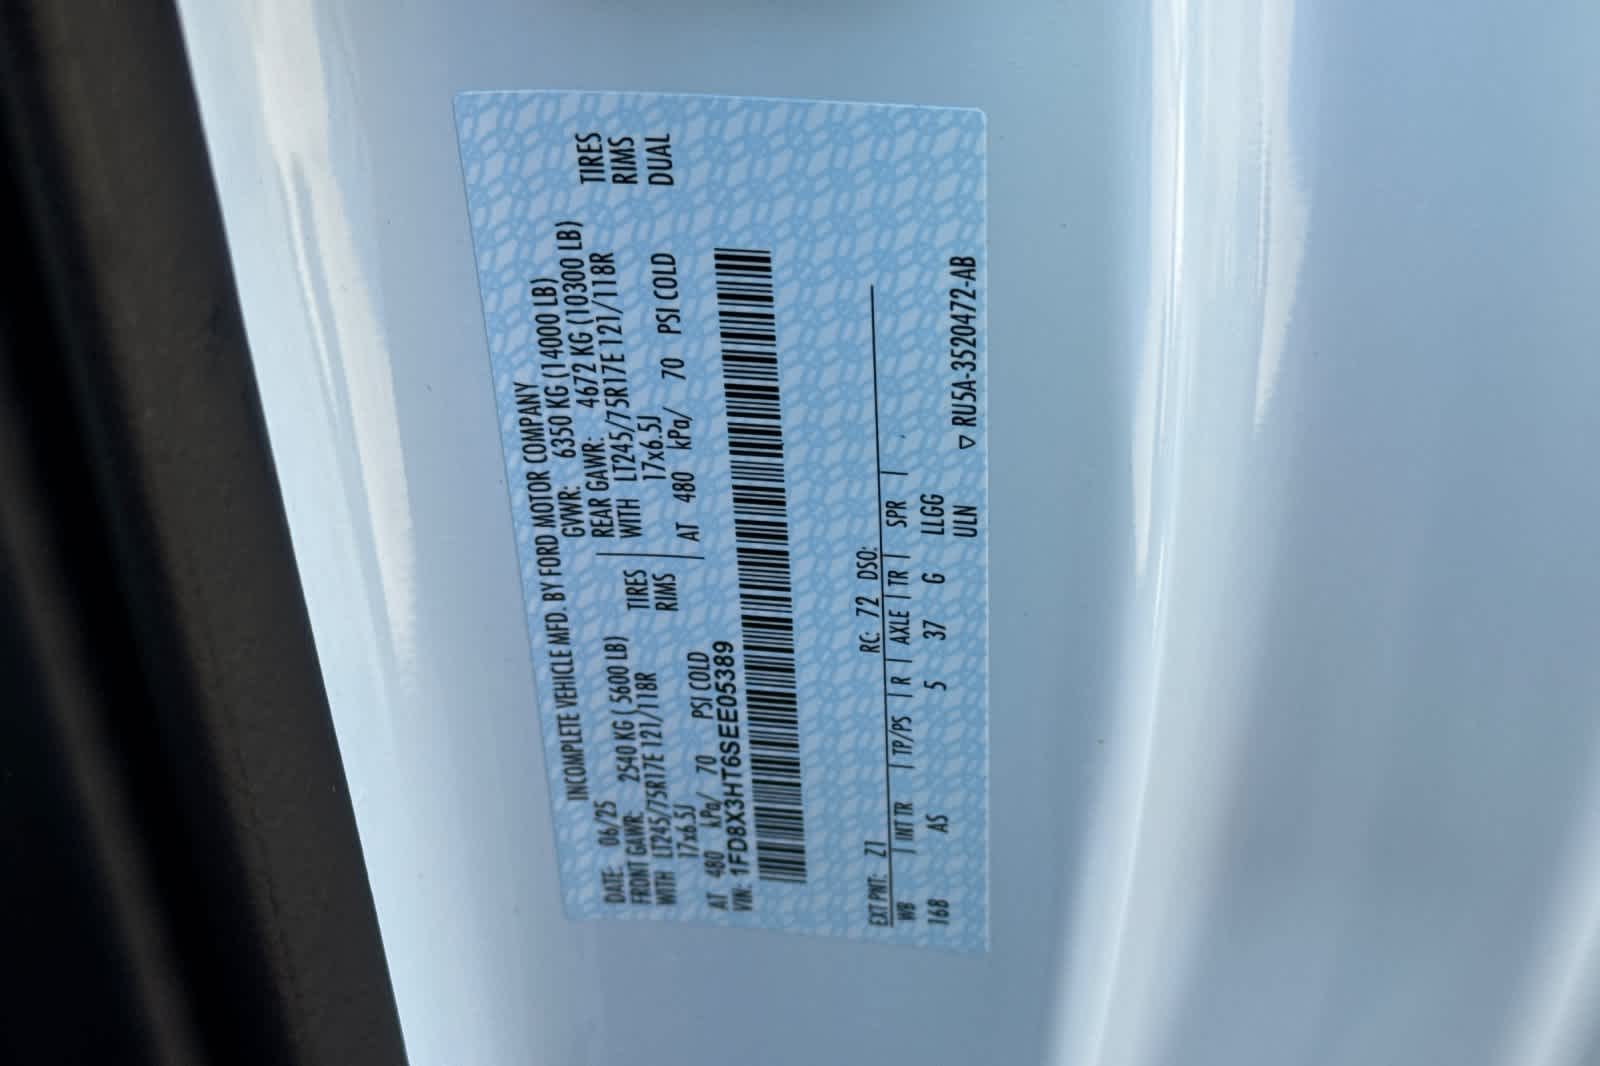 INCOMPLETE VEHICLE MFD. BY FORD MOTOR COMPANY
DATE: 06/25 GVWR: 6350 KG (14000 LB)
FRONT GAWR: 2540 KG (5600 LB) REAR GAWR: 4672 KG (10300 LB)
WITH LT245/75R17E 121/118R TIRES WITH LT245/75R17E 121/118R TIRES
17x6.5J RIMS 17x6.5J RIMS
AT 480 kPa/ 70 PSI COLD AT 480 kPa/ 70 PSI COLD DUAL
VIN: 1FD8X3HT6SEE05389
EXT PNT: Z1 RC: 72 DSO:
WB | INT TR | TP/PS | R | AXLE | TR | SPR |
168 AS 5 37 G LLGG
ULN ▽ RU5A-3520472-AB